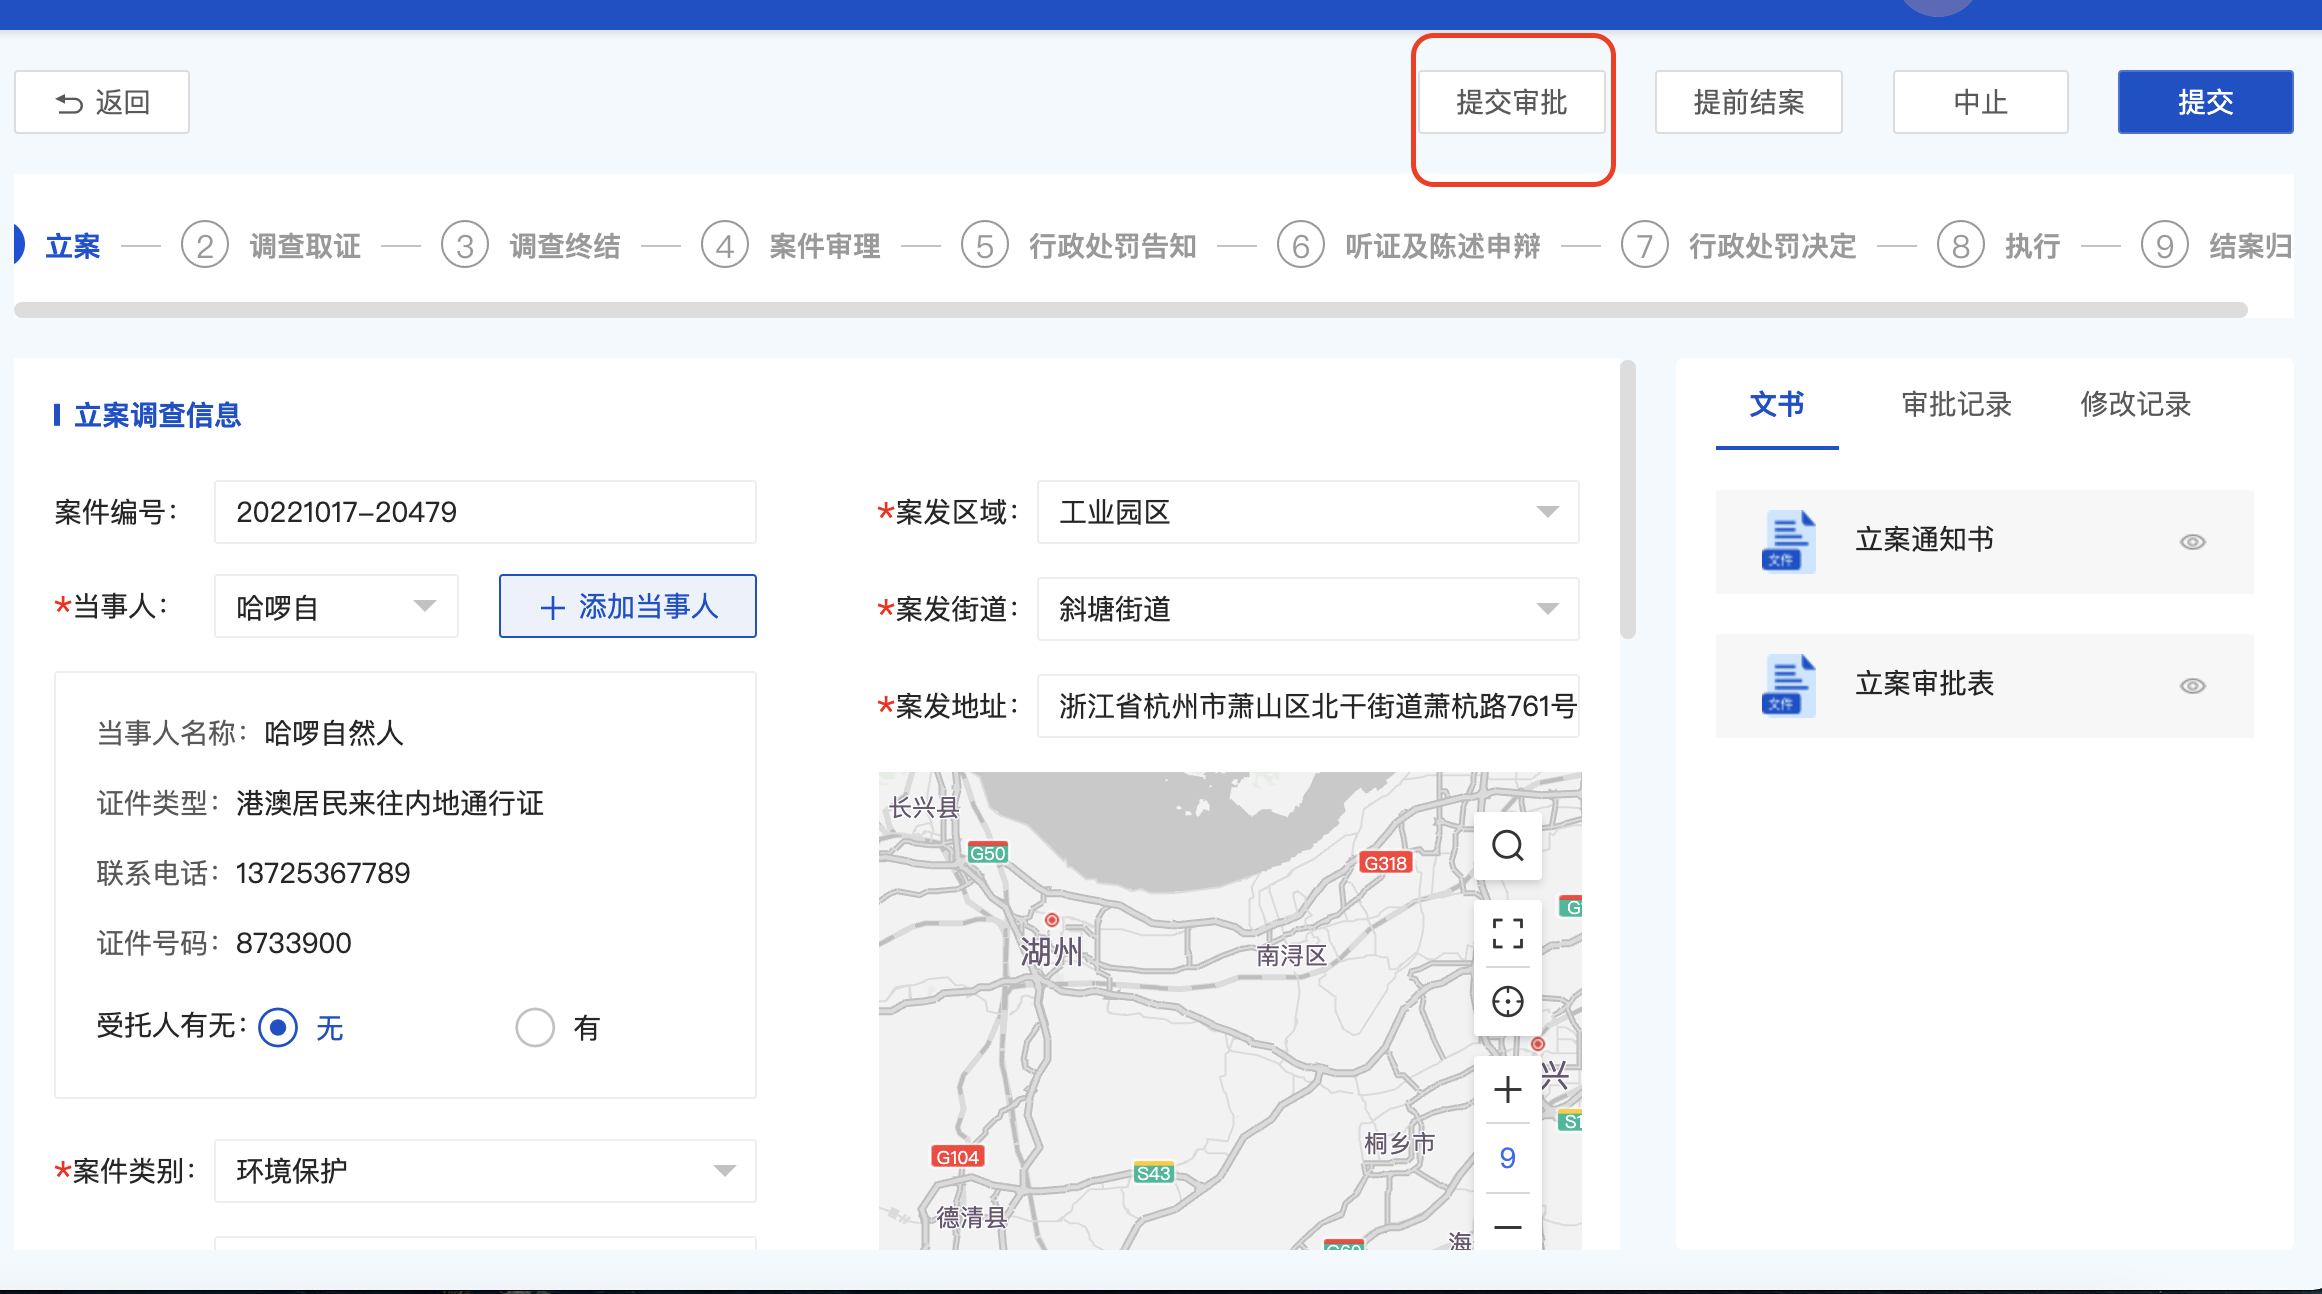 返回
提交审批
提前结案
中止
提交
立案
2 调查取证
3 调查终结
4 案件审理
5 行政处罚告知
6 听证及陈述申辩
7 行政处罚决定
8 执行
9 结案归
立案调查信息
案件编号：
20221017-20479
*当事人：
哈啰自
添加当事人
当事人名称：哈啰自然人
证件类型：港澳居民来往内地通行证
联系电话：13725367789
证件号码：8733900
受托人有无：
无
有
*案件类别：
环境保护
*案发区域：
工业园区
*案发街道：
斜塘街道
*案发地址：
浙江省杭州市萧山区北干街道萧杭路761号
长兴县
G50
G318
G
湖州
南浔区
兴
S1
桐乡市
9
G104
S43
德清县
海
G60
文书
审批记录
修改记录
文件
立案通知书
文件
立案审批表